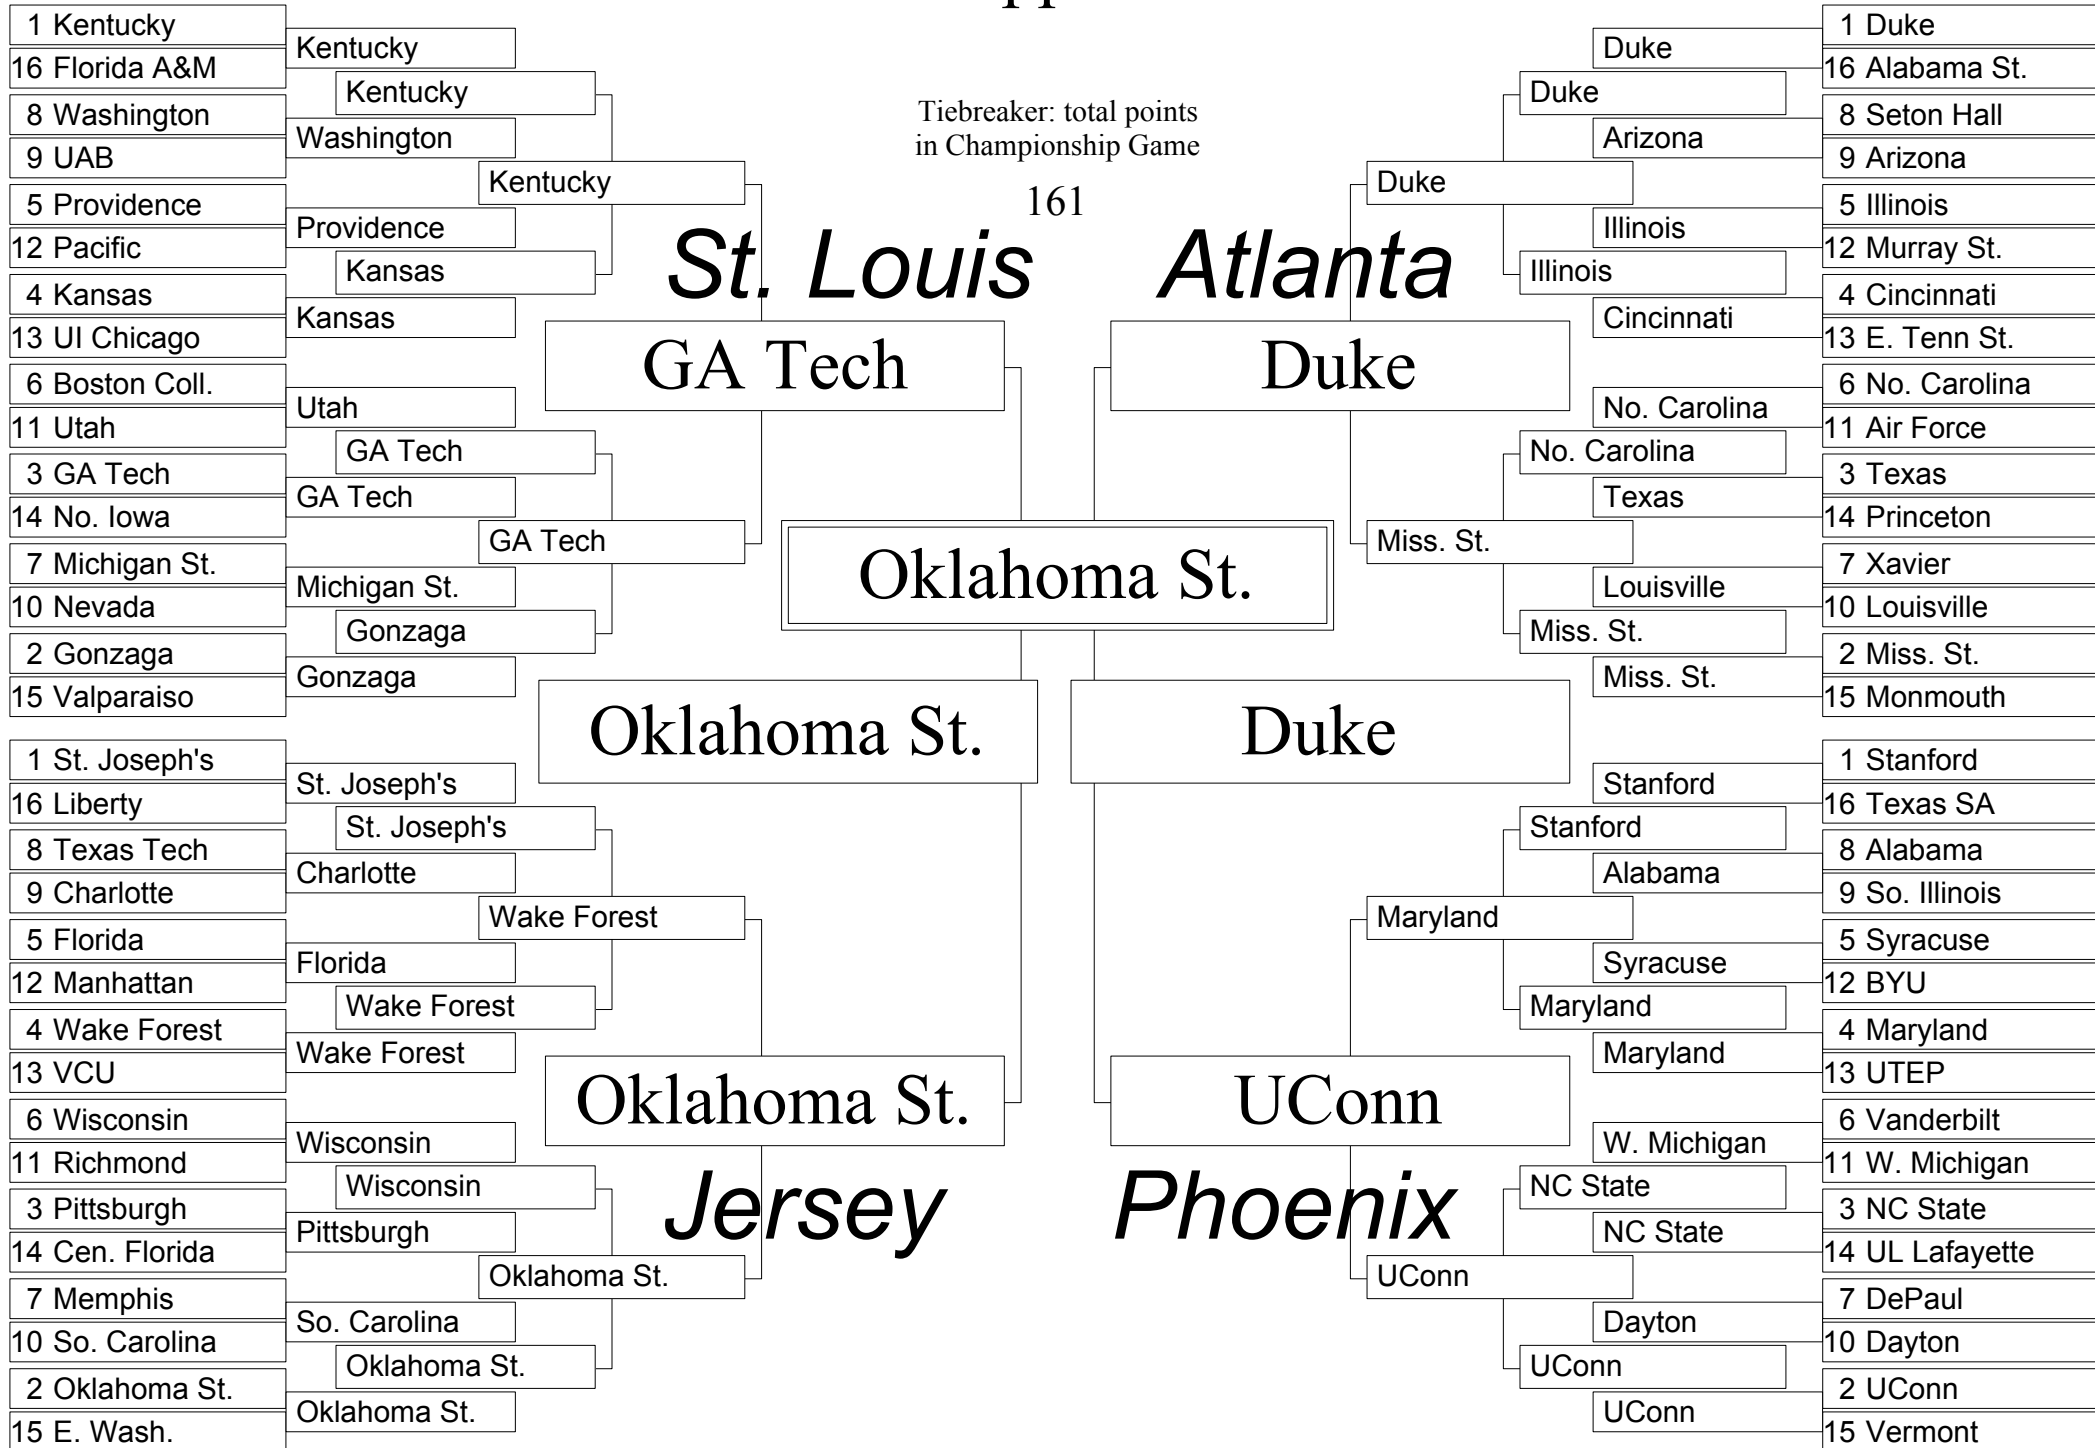 1 Kentucky
16 Florida A&M
8 Washington
9 UAB
5 Providence
12 Pacific
4 Kansas
13 UI Chicago
6 Boston Coll.
11 Utah
3 GA Tech
14 No. Iowa
7 Michigan St.
10 Nevada
2 Gonzaga
15 Valparaiso
Kentucky
Washington
Providence
Kansas
Utah
GA Tech
Michigan St.
Gonzaga
Kentucky
Kansas
GA Tech
Gonzaga
Kentucky
GA Tech
St. Louis
GA Tech
1 St. Joseph's
16 Liberty
8 Texas Tech
9 Charlotte
5 Florida
12 Manhattan
4 Wake Forest
13 VCU
6 Wisconsin
11 Richmond
3 Pittsburgh
14 Cen. Florida
7 Memphis
10 So. Carolina
2 Oklahoma St.
15 E. Wash.
St. Joseph's
Charlotte
Florida
Wake Forest
Wisconsin
Pittsburgh
So. Carolina
Oklahoma St.
St. Joseph's
Wake Forest
Wisconsin
Oklahoma St.
Wake Forest
Oklahoma St.
Oklahoma St.
Jersey
Tiebreaker: total points
in Championship Game
161
Oklahoma St.
Oklahoma St.
Duke
Atlanta
Duke
Duke
Miss. St.
Duke
Illinois
No. Carolina
Miss. St.
Duke
Arizona
Illinois
Cincinnati
No. Carolina
Texas
Louisville
Miss. St.
1 Duke
16 Alabama St.
8 Seton Hall
9 Arizona
5 Illinois
12 Murray St.
4 Cincinnati
13 E. Tenn St.
6 No. Carolina
11 Air Force
3 Texas
14 Princeton
7 Xavier
10 Louisville
2 Miss. St.
15 Monmouth
UConn
Phoenix
Maryland
UConn
Stanford
Maryland
NC State
UConn
Stanford
Alabama
Syracuse
Maryland
W. Michigan
NC State
Dayton
UConn
1 Stanford
16 Texas SA
8 Alabama
9 So. Illinois
5 Syracuse
12 BYU
4 Maryland
13 UTEP
6 Vanderbilt
11 W. Michigan
3 NC State
14 UL Lafayette
7 DePaul
10 Dayton
2 UConn
15 Vermont